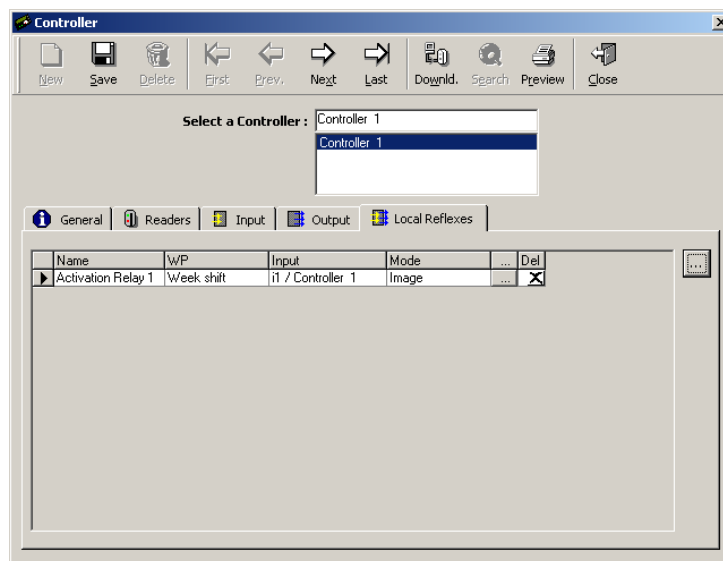 Controller
New Save Delete First Prev. Next Last Downld. Search Preview Close
Select a Controller : Controller 1
Controller 1
General Readers Input Output Local Reflexes
Name WP Input Mode ... Del
Activation Relay 1 Week shift i1 / Controller 1 Image ... X
...